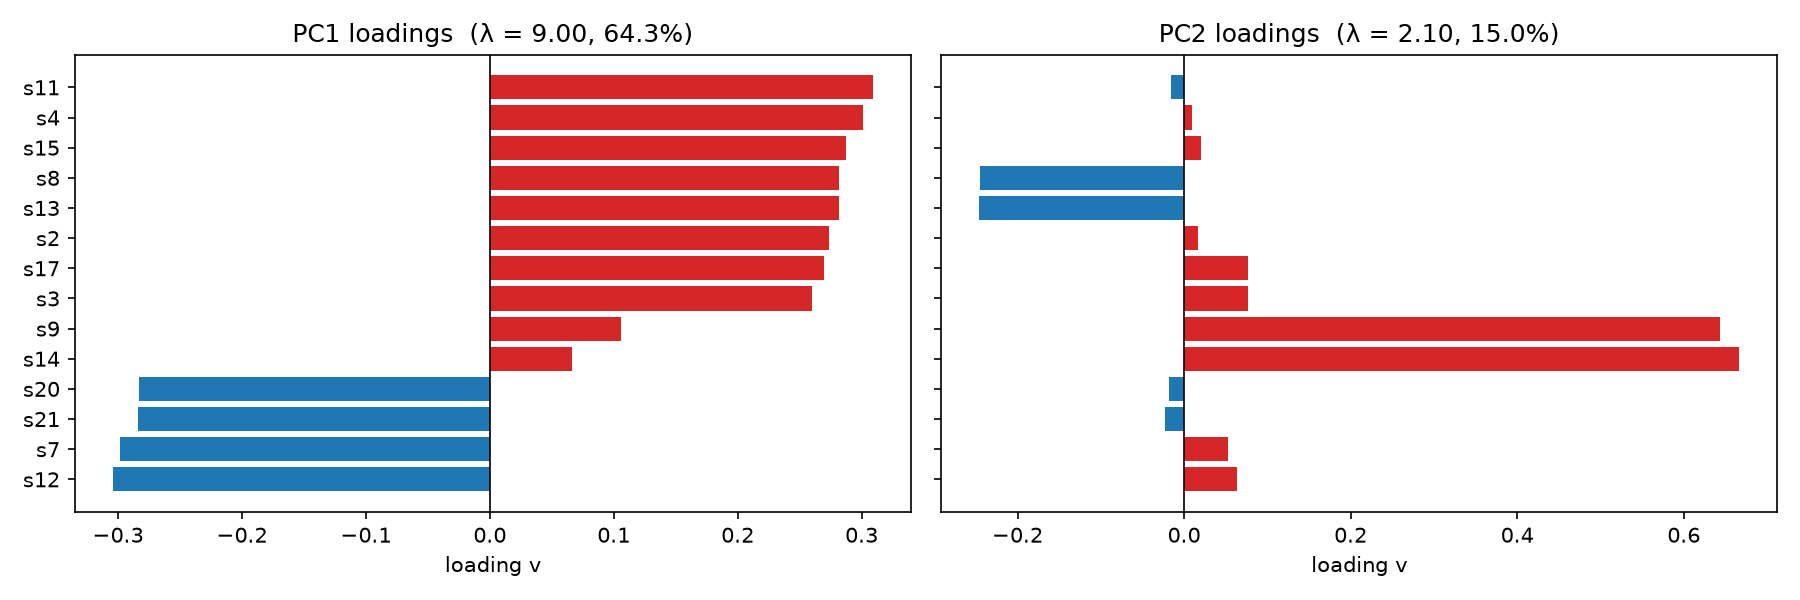 PC1 loadings  (λ = 9.00, 64.3%)
s11
s4
s15
s8
s13
s2
s17
s3
s9
s14
s20
s21
s7
s12
−0.3 −0.2 −0.1 0.0 0.1 0.2 0.3
loading v
PC2 loadings  (λ = 2.10, 15.0%)
−0.2 0.0 0.2 0.4 0.6
loading v